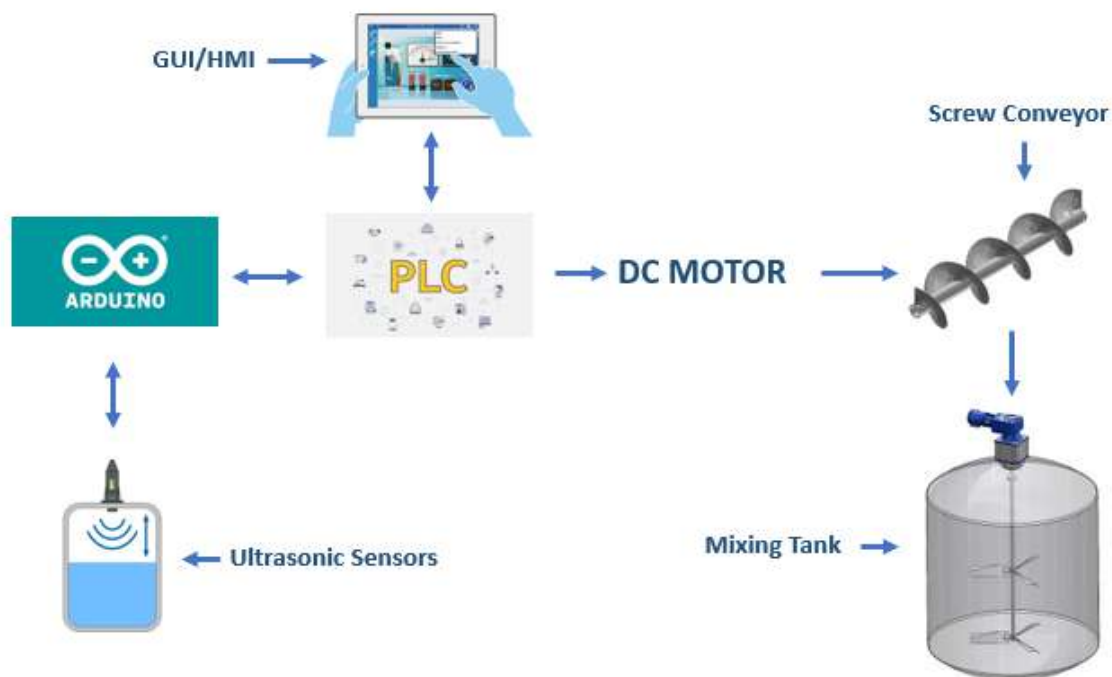 GUI/HMI
Screw Conveyor
ARDUINO
PLC
DC MOTOR
Ultrasonic Sensors
Mixing Tank